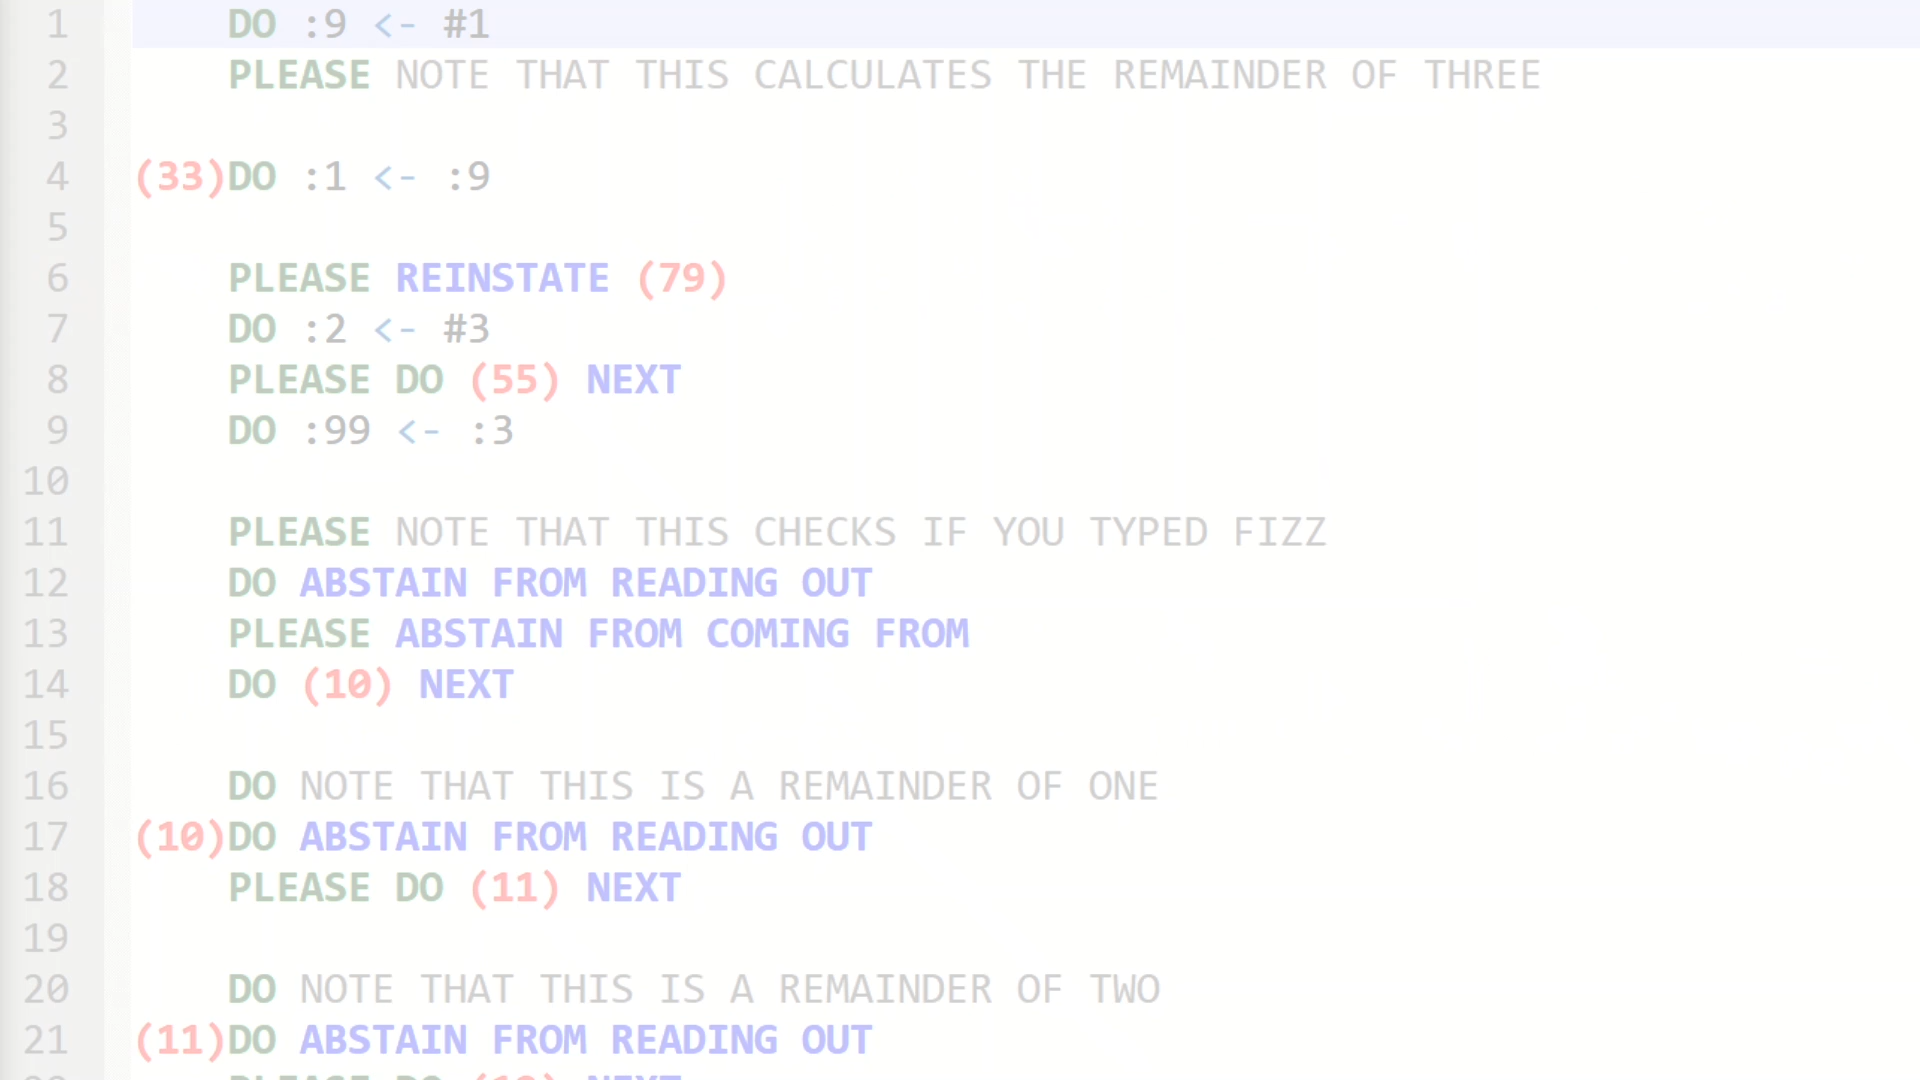 1 DO :9 <- #1
2 PLEASE NOTE THAT THIS CALCULATES THE REMAINDER OF THREE
3
4 (33)DO :1 <- :9
5
6 PLEASE REINSTATE (79)
7 DO :2 <- #3
8 PLEASE DO (55) NEXT
9 DO :99 <- :3
10
11 PLEASE NOTE THAT THIS CHECKS IF YOU TYPED FIZZ
12 DO ABSTAIN FROM READING OUT
13 PLEASE ABSTAIN FROM COMING FROM
14 DO (10) NEXT
15
16 DO NOTE THAT THIS IS A REMAINDER OF ONE
17 (10)DO ABSTAIN FROM READING OUT
18 PLEASE DO (11) NEXT
19
20 DO NOTE THAT THIS IS A REMAINDER OF TWO
21 (11)DO ABSTAIN FROM READING OUT
PLEASE DO NEXT